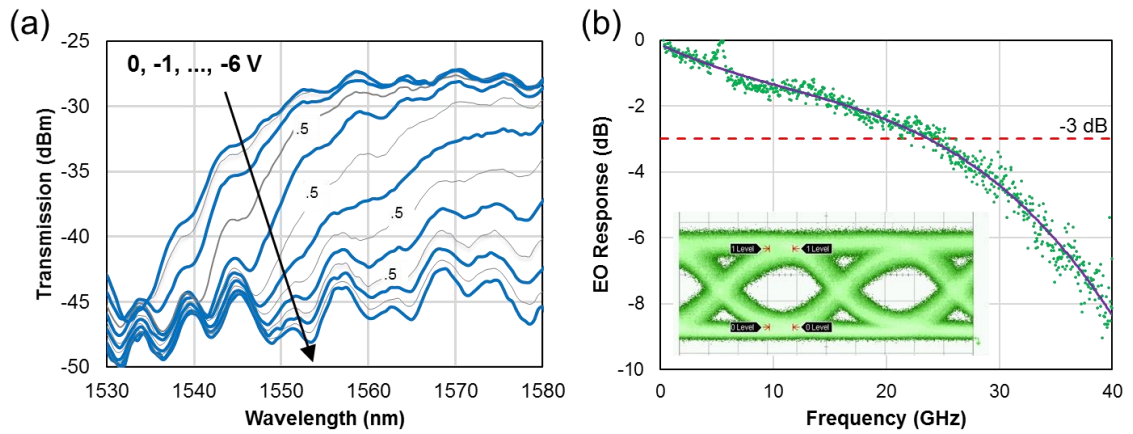 (a)
-25
-30
-35
-40
-45
-50
Transmission (dBm)
0, -1, ..., -6 V
.5
.5
.5
.5
1530
1540
1550
1560
1570
1580
Wavelength (nm)
(b)
0
-2
-4
-6
-8
-10
EO Response (dB)
-3 dB
1 Level
1 Level
0 Level
0 Level
0
10
20
30
40
Frequency (GHz)